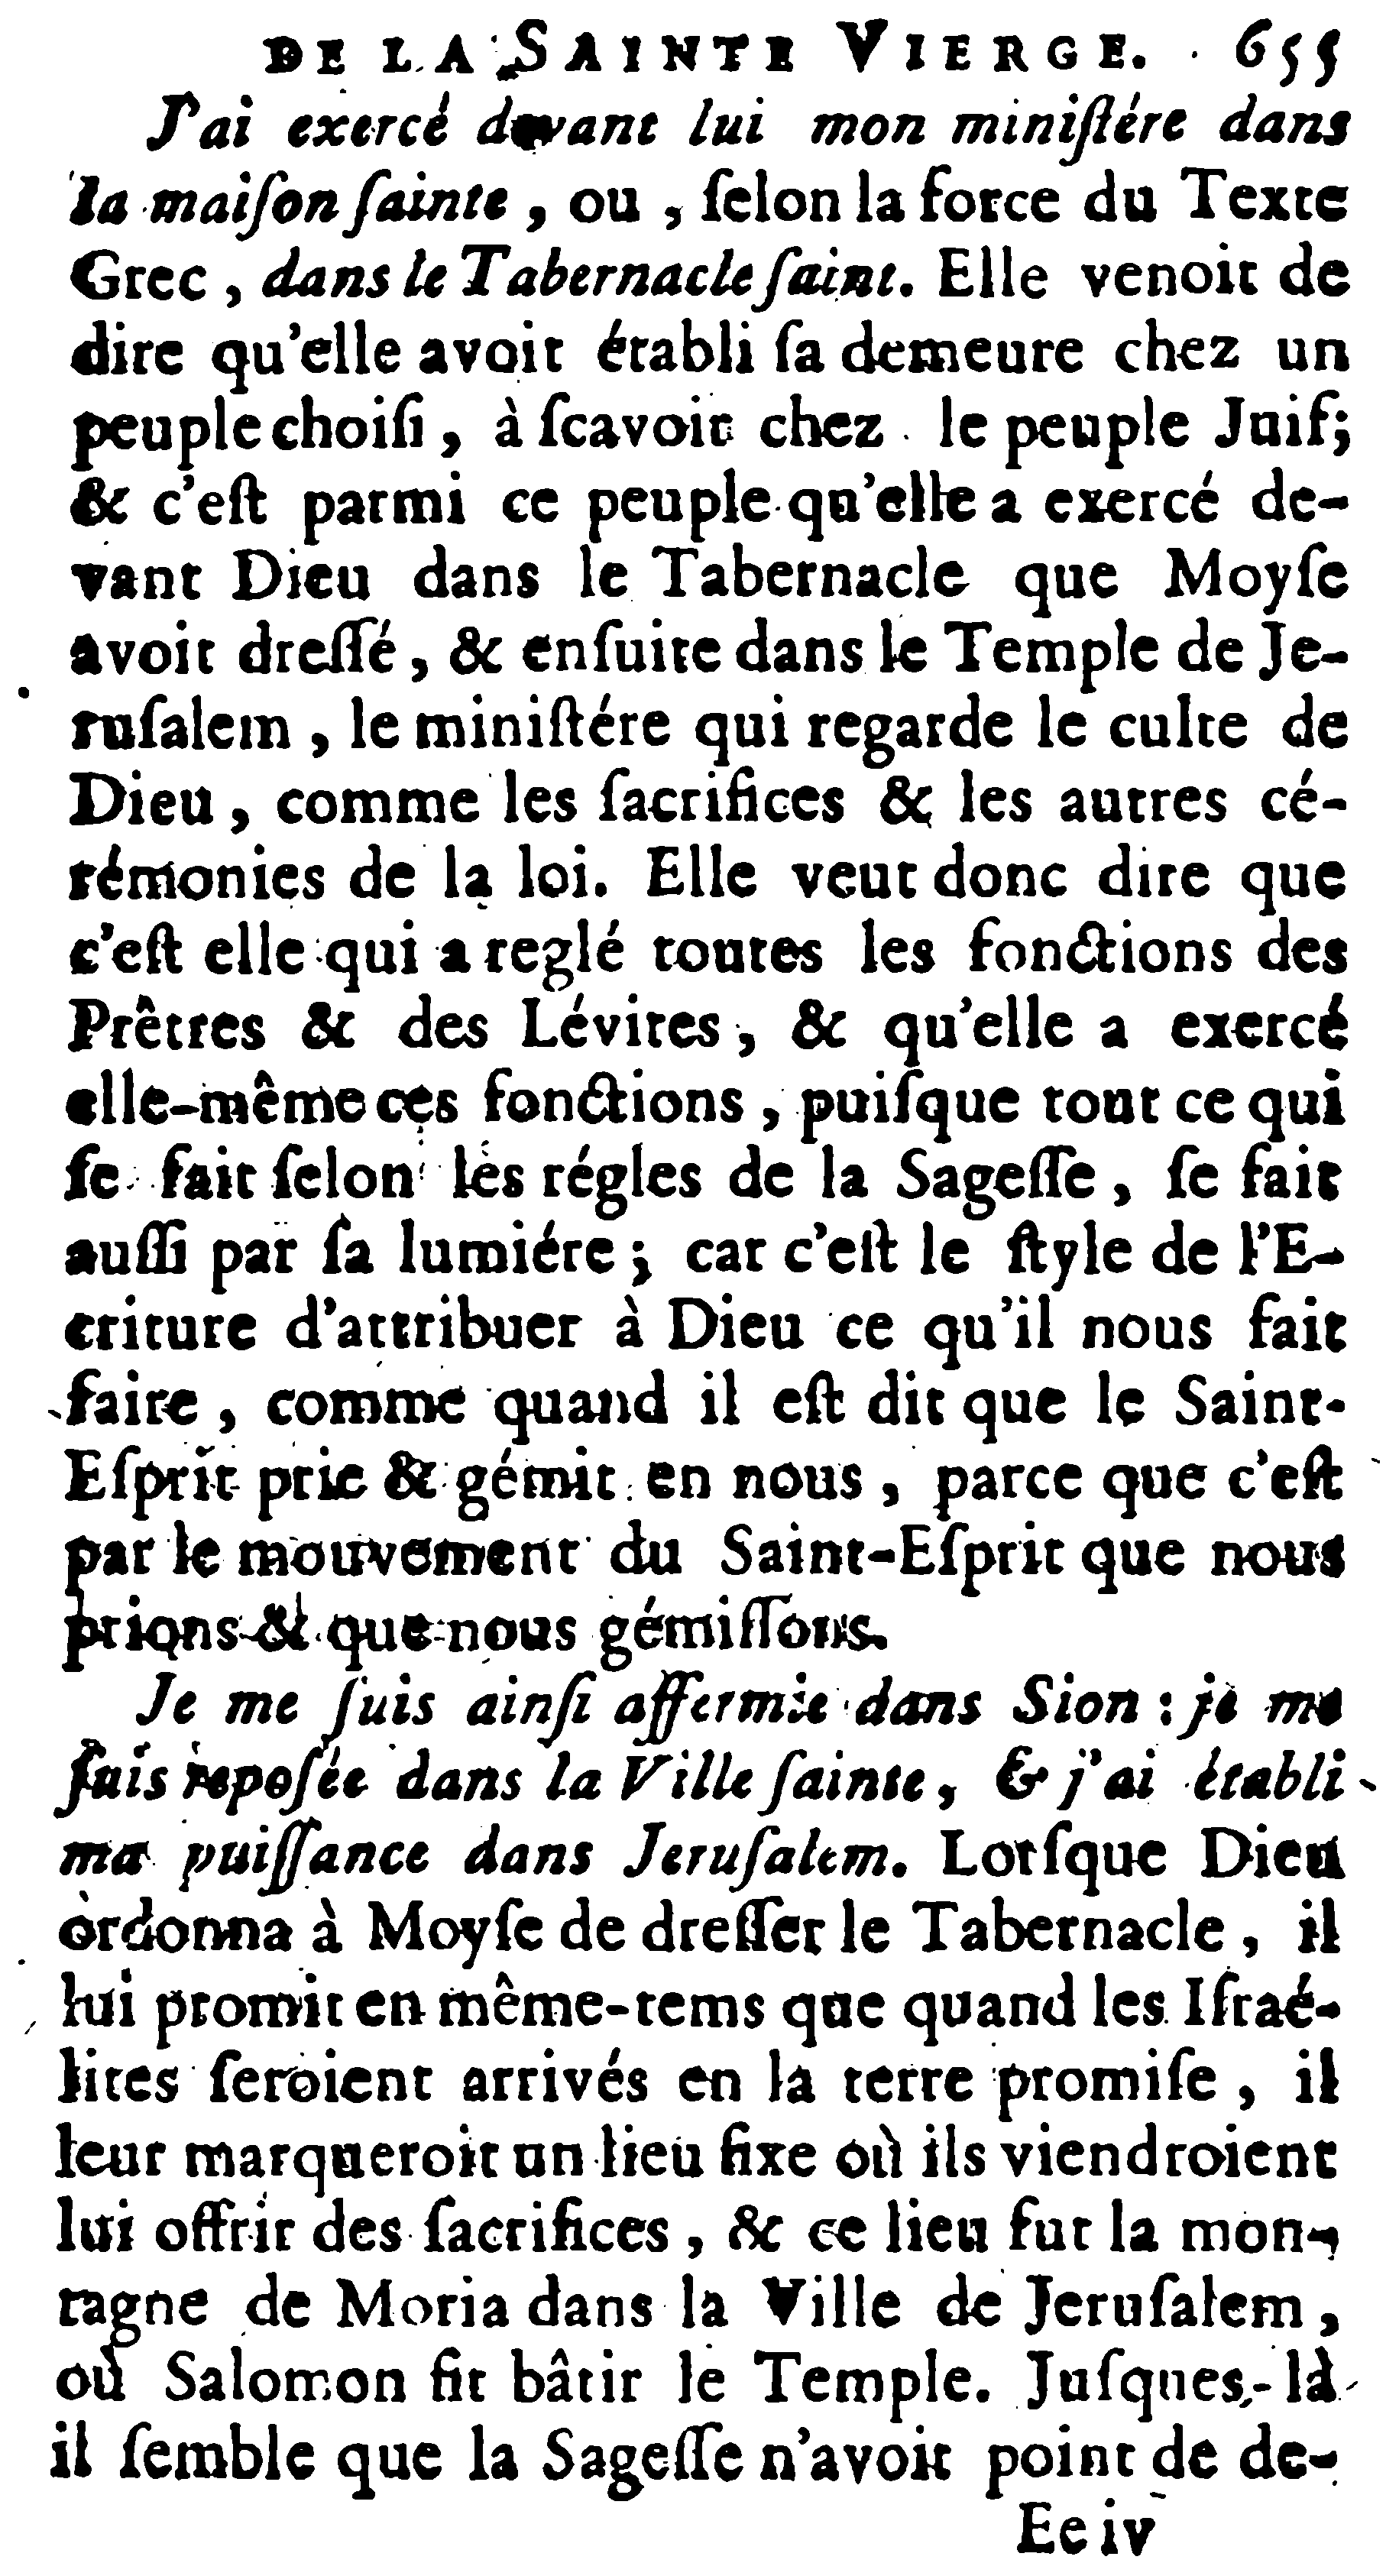 DE LA SAINTE VIERGE. 655
J'ai exercé devant lui mon miniſtére dans
la maiſon ſainte, ou, ſelon la force du Texte
Grec, dans le Tabernacle ſaint. Elle venoit de
dire qu'elle avoit établi ſa demeure chez un
peuple choiſi, à ſcavoir chez le peuple Juif;
& c'eſt parmi ce peuple qu'elle a exercé de-
vant Dieu dans le Tabernacle que Moyſe
avoit dreſſé, & enſuite dans le Temple de Je-
ruſalem, le miniſtére qui regarde le culte de
Dieu, comme les ſacrifices & les autres cé-
rémonies de la loi. Elle veut donc dire que
c'eſt elle qui a reglé toutes les fonctions des
Prêtres & des Lévites, & qu'elle a exercé
elle-même ces fonctions, puiſque tout ce qui
ſe fait ſelon les régles de la Sageſſe, ſe fait
auſſi par ſa lumiére; car c'eſt le ſtyle de l'E-
criture d'attribuer à Dieu ce qu'il nous fait
faire, comme quand il eſt dit que le Saint-
Eſprit prie & gémit en nous, parce que c'eſt
par le mouvement du Saint-Eſprit que nous
prions & que nous gémiſſons.
Je me ſuis ainſi affermie dans Sion : je me
ſuis repoſée dans la Ville ſainte, & j'ai établi
ma puiſſance dans Jeruſalem. Lorſque Dieu
ordonna à Moyſe de dreſſer le Tabernacle, il
lui promit en même-tems que quand les Iſraé-
lites ſeroient arrivés en la terre promiſe, il
leur marqueroit un lieu fixe où ils viendroient
lui offrir des ſacrifices, & ce lieu fut la mon-
tagne de Moria dans la Ville de Jeruſalem,
où Salomon fit bâtir le Temple. Juſques-là
il ſemble que la Sageſſe n'avoit point de de-
Ee iv